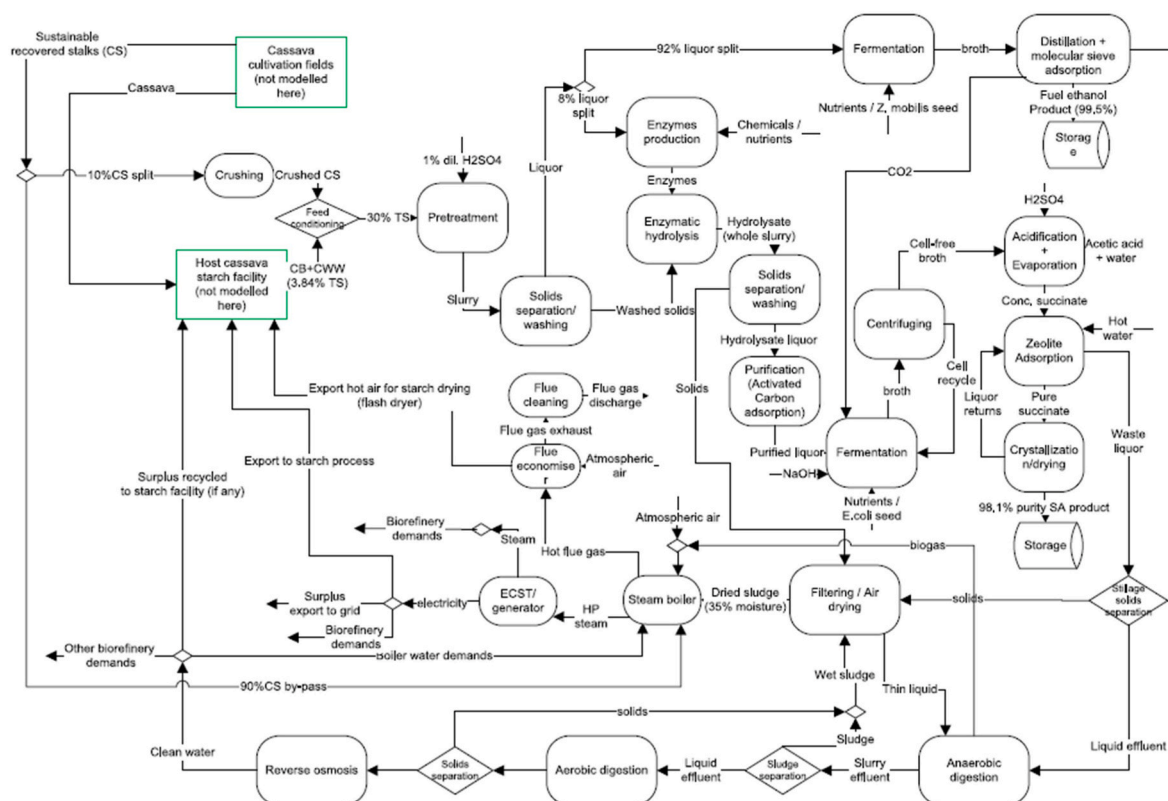 Sustainable
recovered stalks (CS)
Cassava
cultivation fields
(not modelled
here)
Cassava
10%CS split
Crushing
Crushed CS
Feed
conditioning
30% TS
CB+CWW
(3.84% TS)
Host cassava
starch facility
(not modelled
here)
1% dil. H2SO4
Pretreatment
Slurry
Solids
separation/
washing
Liquor
Washed solids
92% liquor split
8% liquor
split
Enzymes
production
Chemicals /
nutrients
Enzymes
Enzymatic
hydrolysis
Hydrolysate
(whole slurry)
Solids
separation/
washing
Hydrolysate liquor
Purification
(Activated
Carbon
adsorption)
Purified liquor
Solids
Fermentation
broth
Nutrients / Z. mobilis seed
Distillation +
molecular sieve
adsorption
Fuel ethanol
Product (99,5%)
Storag
e
CO2
H2SO4
Acidification
+
Evaporation
Acetic acid
+ water
Cell-free
broth
Centrifuging
Cell
recycle
broth
Fermentation
NaOH
Nutrients /
E.coli seed
Conc, succinate
Zeolite
Adsorption
Hot
water
Liquor
returns
Pure
succinate
Crystallizatio
n/drying
98,1% purity SA product
Storage
Waste
liquor
Stillage
solids
separation
solids
Liquid effluent
Export hot air for starch drying
(flash dryer)
Flue
cleaning
Flue gas
discharge
Flue gas exhaust
Flue
economise
r
Atmospheric
air
Export to starch process
Surplus recycled
to starch facility (if any)
Biorefinery
demands
Steam
Hot flue gas
Atmospheric air
biogas
Surplus
export to grid
electricity
ECST/
generator
HP
steam
Steam boiler
Dried sludge
(35% moisture)
Filtering / Air
drying
Biorefinery
demands
Other biorefinery
demands
Boiler water demands
90%CS by-pass
Wet sludge
Thin liquid
solids
Sludge
Clean water
Reverse osmosis
Solids
separation
Aerobic digestion
Liquid
effluent
Sludge separation
Slurry
effluent
Anaerobic
digestion